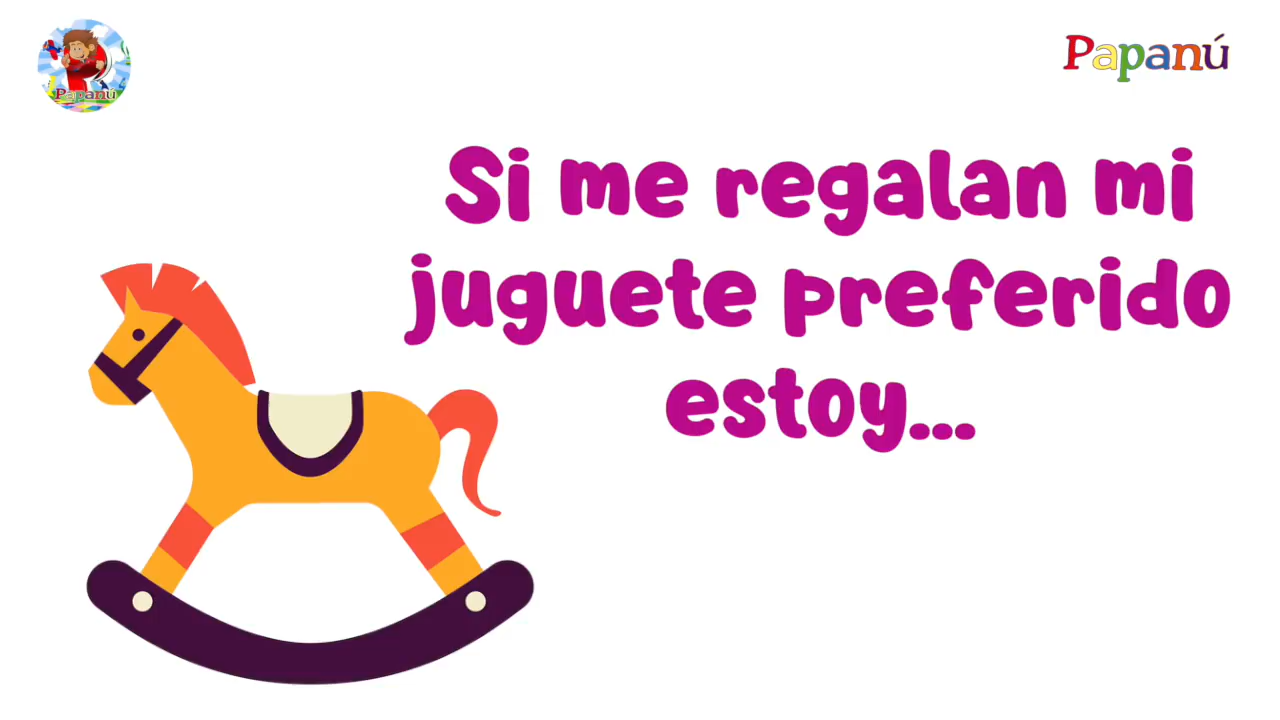 Papanú
Papanú
Si me regalan mi
juguete preferido
estoy...